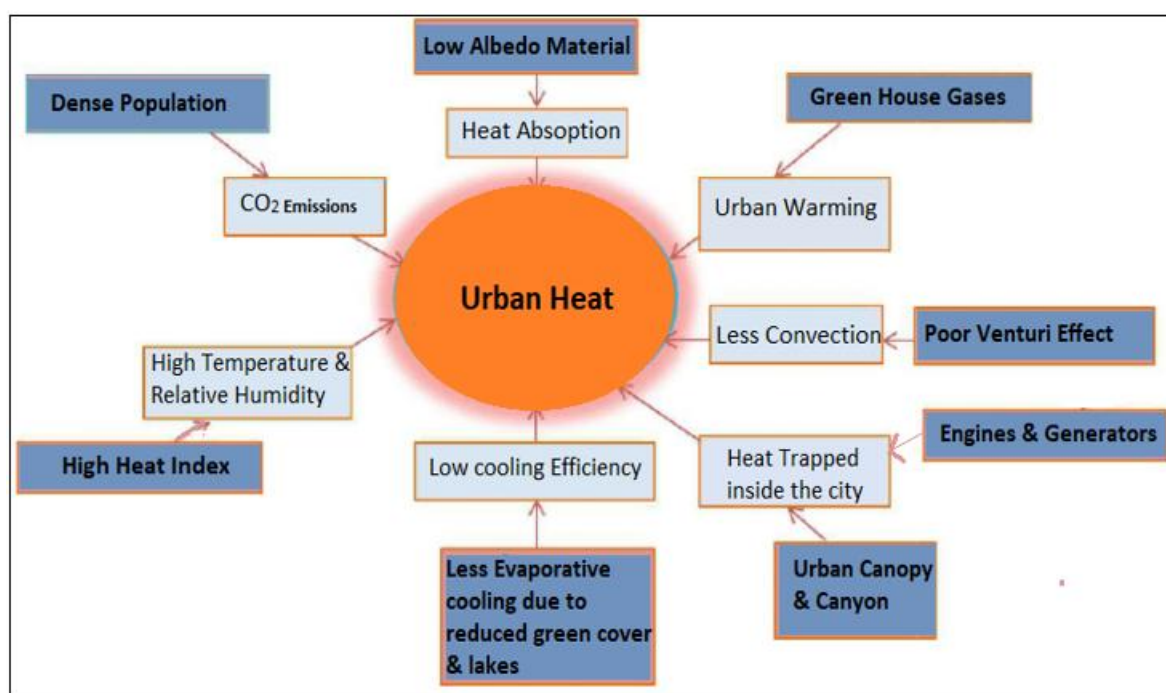 Low Albedo Material
Dense Population
Green House Gases
Heat Absoption
CO2 Emissions
Urban Warming
Urban Heat
Less Convection
Poor Venturi Effect
High Temperature &
Relative Humidity
High Heat Index
Low cooling Efficiency
Heat Trapped
inside the city
Engines & Generators
Less Evaporative
cooling due to
reduced green cover
& lakes
Urban Canopy
& Canyon